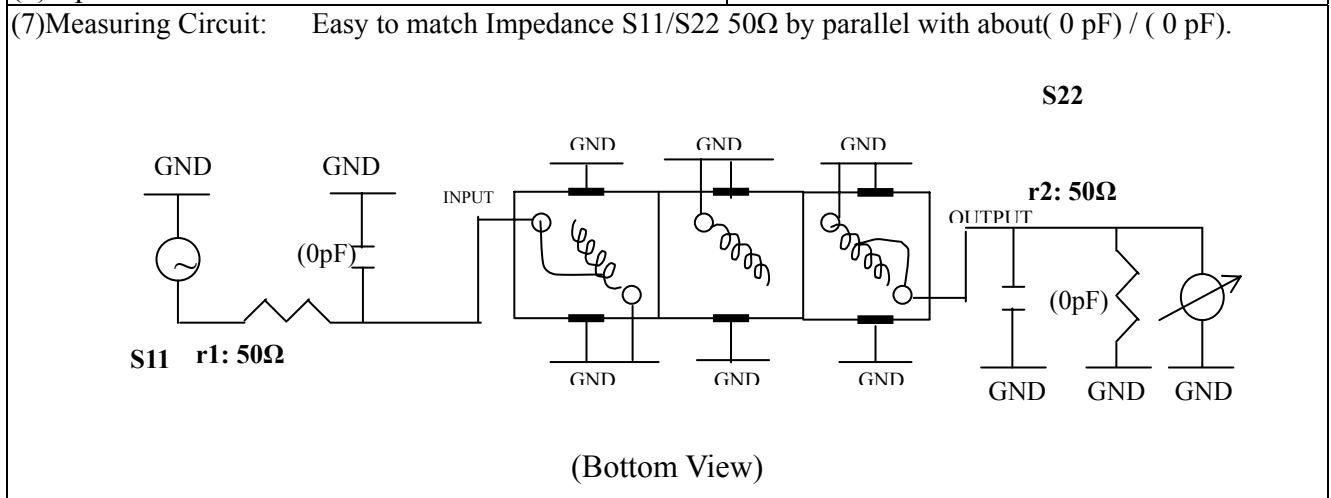 (7)Measuring Circuit: Easy to match Impedance S11/S22 50Ω by parallel with about( 0 pF) / ( 0 pF).
S22
GND GND GND GND GND
r2: 50Ω
INPUT OUTPUT
(0pF) (0pF)
S11 r1: 50Ω
GND GND GND GND GND GND
(Bottom View)